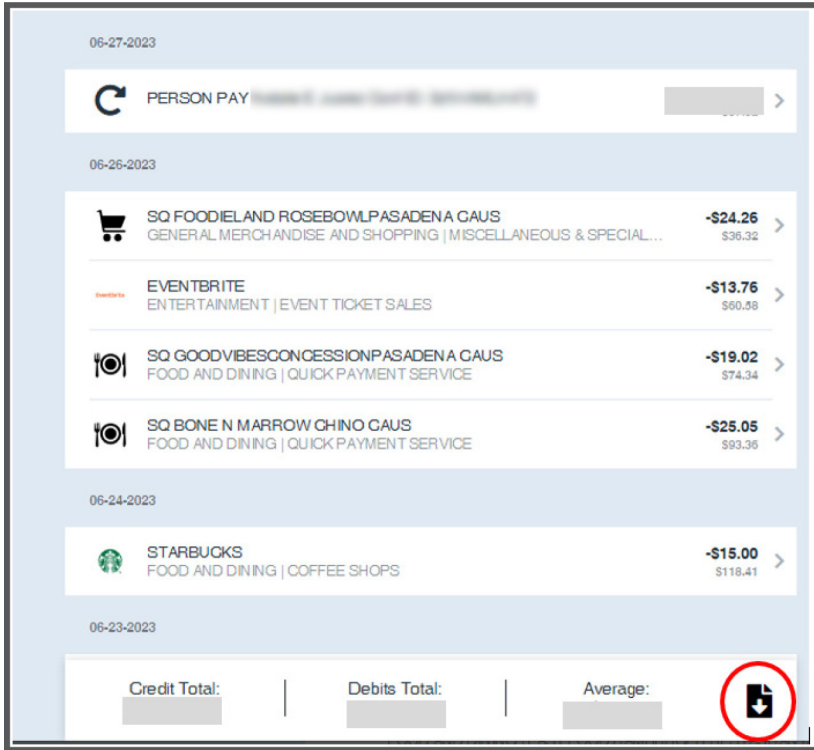 06-27-2023
PERSON PAY
06-26-2023
SQ FOODIELAND ROSEBOWLPASADENA CAUS
-$24.26
GENERAL MERCHANDISE AND SHOPPING | MISCELLANEOUS & SPECIAL...
$36.32
EVENTBRITE
-$13.76
Eventbrite
ENTERTAINMENT | EVENT TICKET SALES
$60.58
SQ GOODVIBESCONCESSIONPASADENA CAUS
-$19.02
FOOD AND DINING | QUICK PAYMENT SERVICE
$74.34
SQ BONE N MARROW CHINO CAUS
-$25.05
FOOD AND DINING | QUICK PAYMENT SERVICE
$93.36
06-24-2023
STARBUCKS
-$15.00
FOOD AND DINING | COFFEE SHOPS
$118.41
06-23-2023
Credit Total:
Debits Total:
Average: